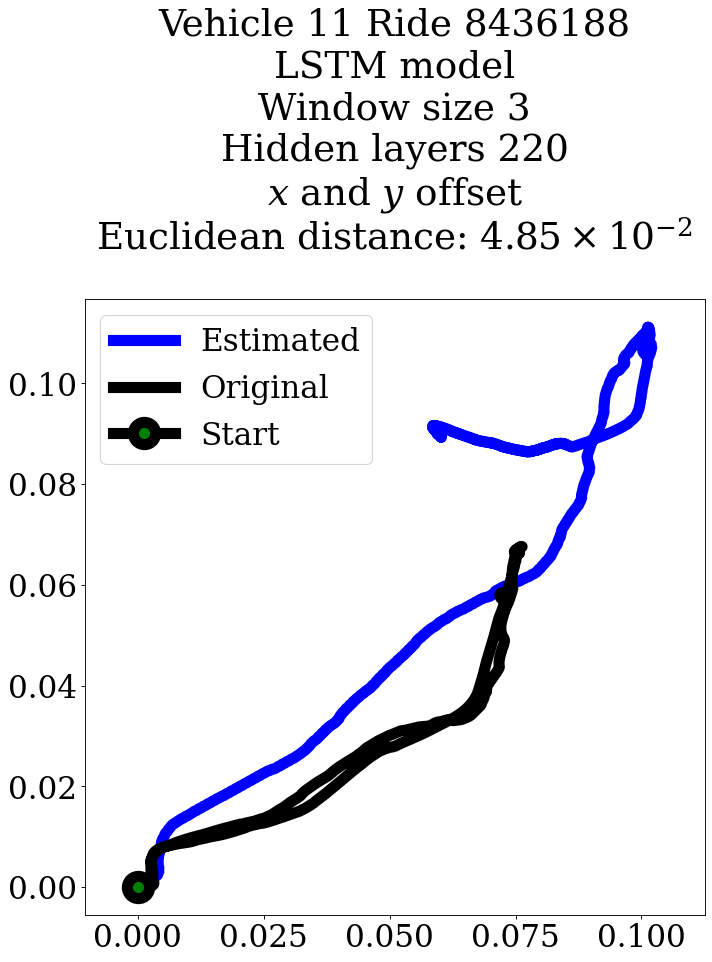 Vehicle 11 Ride 8436188
LSTM model
Window size 3
Hidden layers 220
x and y offset
Euclidean distance: 4.85 × 10⁻²
Estimated
Original
Start
0.10
0.08
0.06
0.04
0.02
0.00
0.000 0.025 0.050 0.075 0.100